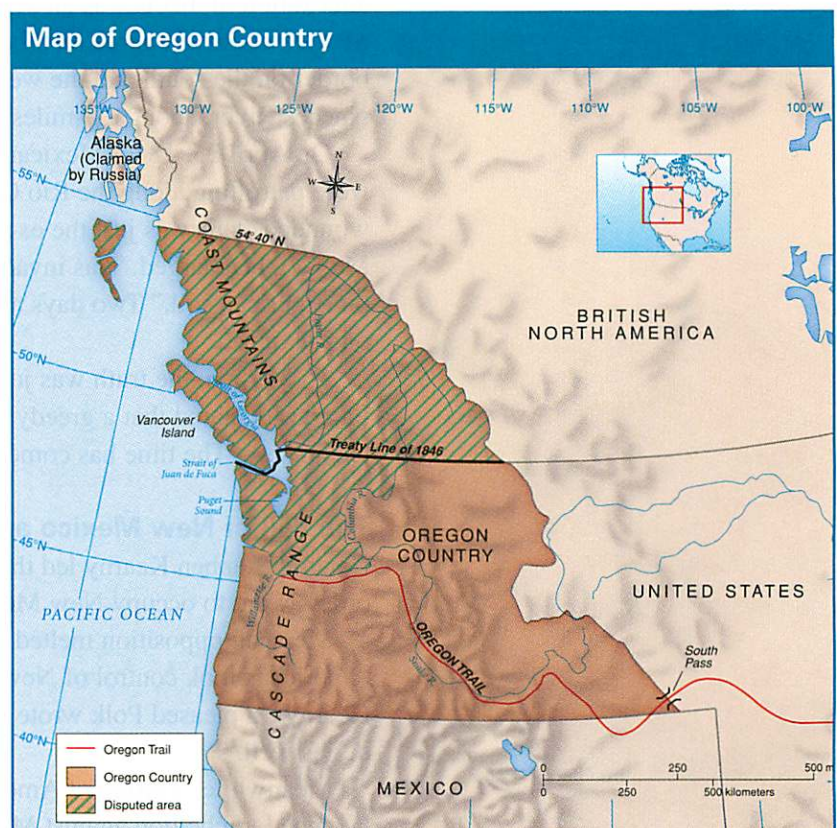 Map of Oregon Country
135°W
130°W
125°W
120°W
115°W
110°W
105°W
100°W
Alaska
(Claimed
by Russia)
55°N
N
W
E
S
COAST MOUNTAINS
54°40' N
BRITISH
NORTH AMERICA
50°N
Vancouver
Island
Treaty Line of 1846
Strait of
Juan de Fuca
Puget
Sound
Columbia R.
OREGON
COUNTRY
45°N
UNITED STATES
PACIFIC OCEAN
Willamette R.
CASCADE RANGE
OREGON TRAIL
Snake R.
South
Pass
40°N
MEXICO
Oregon Trail
Oregon Country
Disputed area
0
250
500 m
0
250
500 kilometers